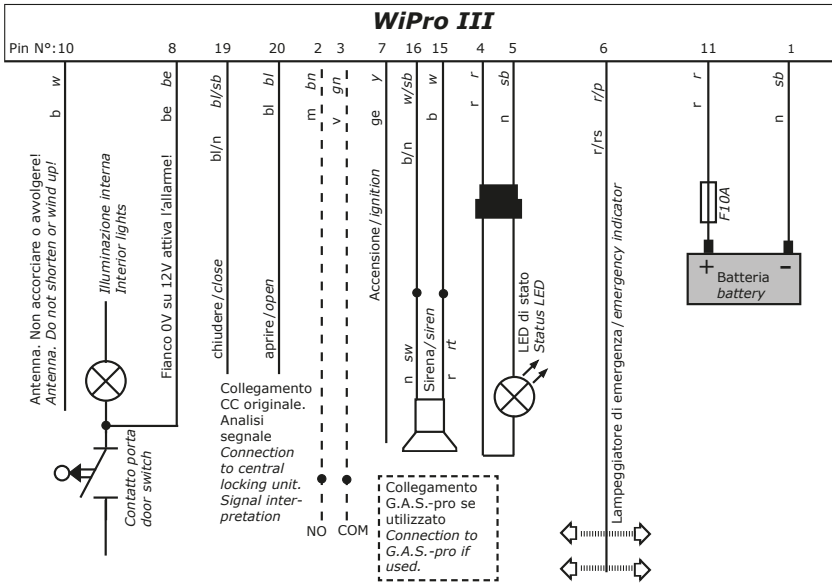 WiPro III
Pin N°:10 8 19 20 2 3 7 16 15 4 5 6 11 1
b w
be be
bl/n bl/sb
bl bl
m bn
v gn
ge y
b/n w/sb
b w
r r
n sb
r/rs r/p
r r
n sb
Antenna. Non accorciare o avvolgere!
Antenna. Do not shorten or wind up!
Illuminazione interna
Interior lights
Fianco 0V su 12V attiva l'allarme!
chiudere/close
aprire/open
Accensione/ignition
n sw
Sirena/siren
r rt
LED di stato
Status LED
Lampeggiatore di emergenza/emergency indicator
F10A
+ -
Batteria
battery
Contatto porta
door switch
Collegamento
CC originale.
Analisi
segnale
Connection
to central
locking unit.
Signal inter-
pretation
NO COM
Collegamento
G.A.S.-pro se
utilizzato
Connection to
G.A.S.-pro if
used.